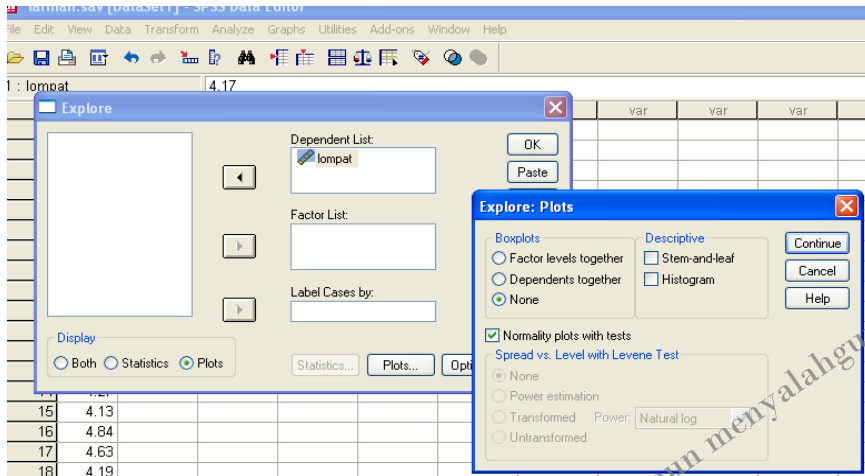 latihan.sav [DataSet1] - SPSS Data Editor
File Edit View Data Transform Analyze Graphs Utilities Add-ons Window Help
1 : lompat 4.17
var var var
Explore
Dependent List:
lompat
OK
Paste
Factor List:
Label Cases by:
Display
Both Statistics Plots
Statistics... Plots... Opti
Explore: Plots
Boxplots
Factor levels together
Dependents together
None
Descriptive
Stem-and-leaf
Histogram
Continue
Cancel
Help
Normality plots with tests
Spread vs. Level with Levene Test
None
Power estimation
Transformed Power: Natural log
Untransformed
15 4.13
16 4.84
17 4.63
18 4.19
menyalahgu